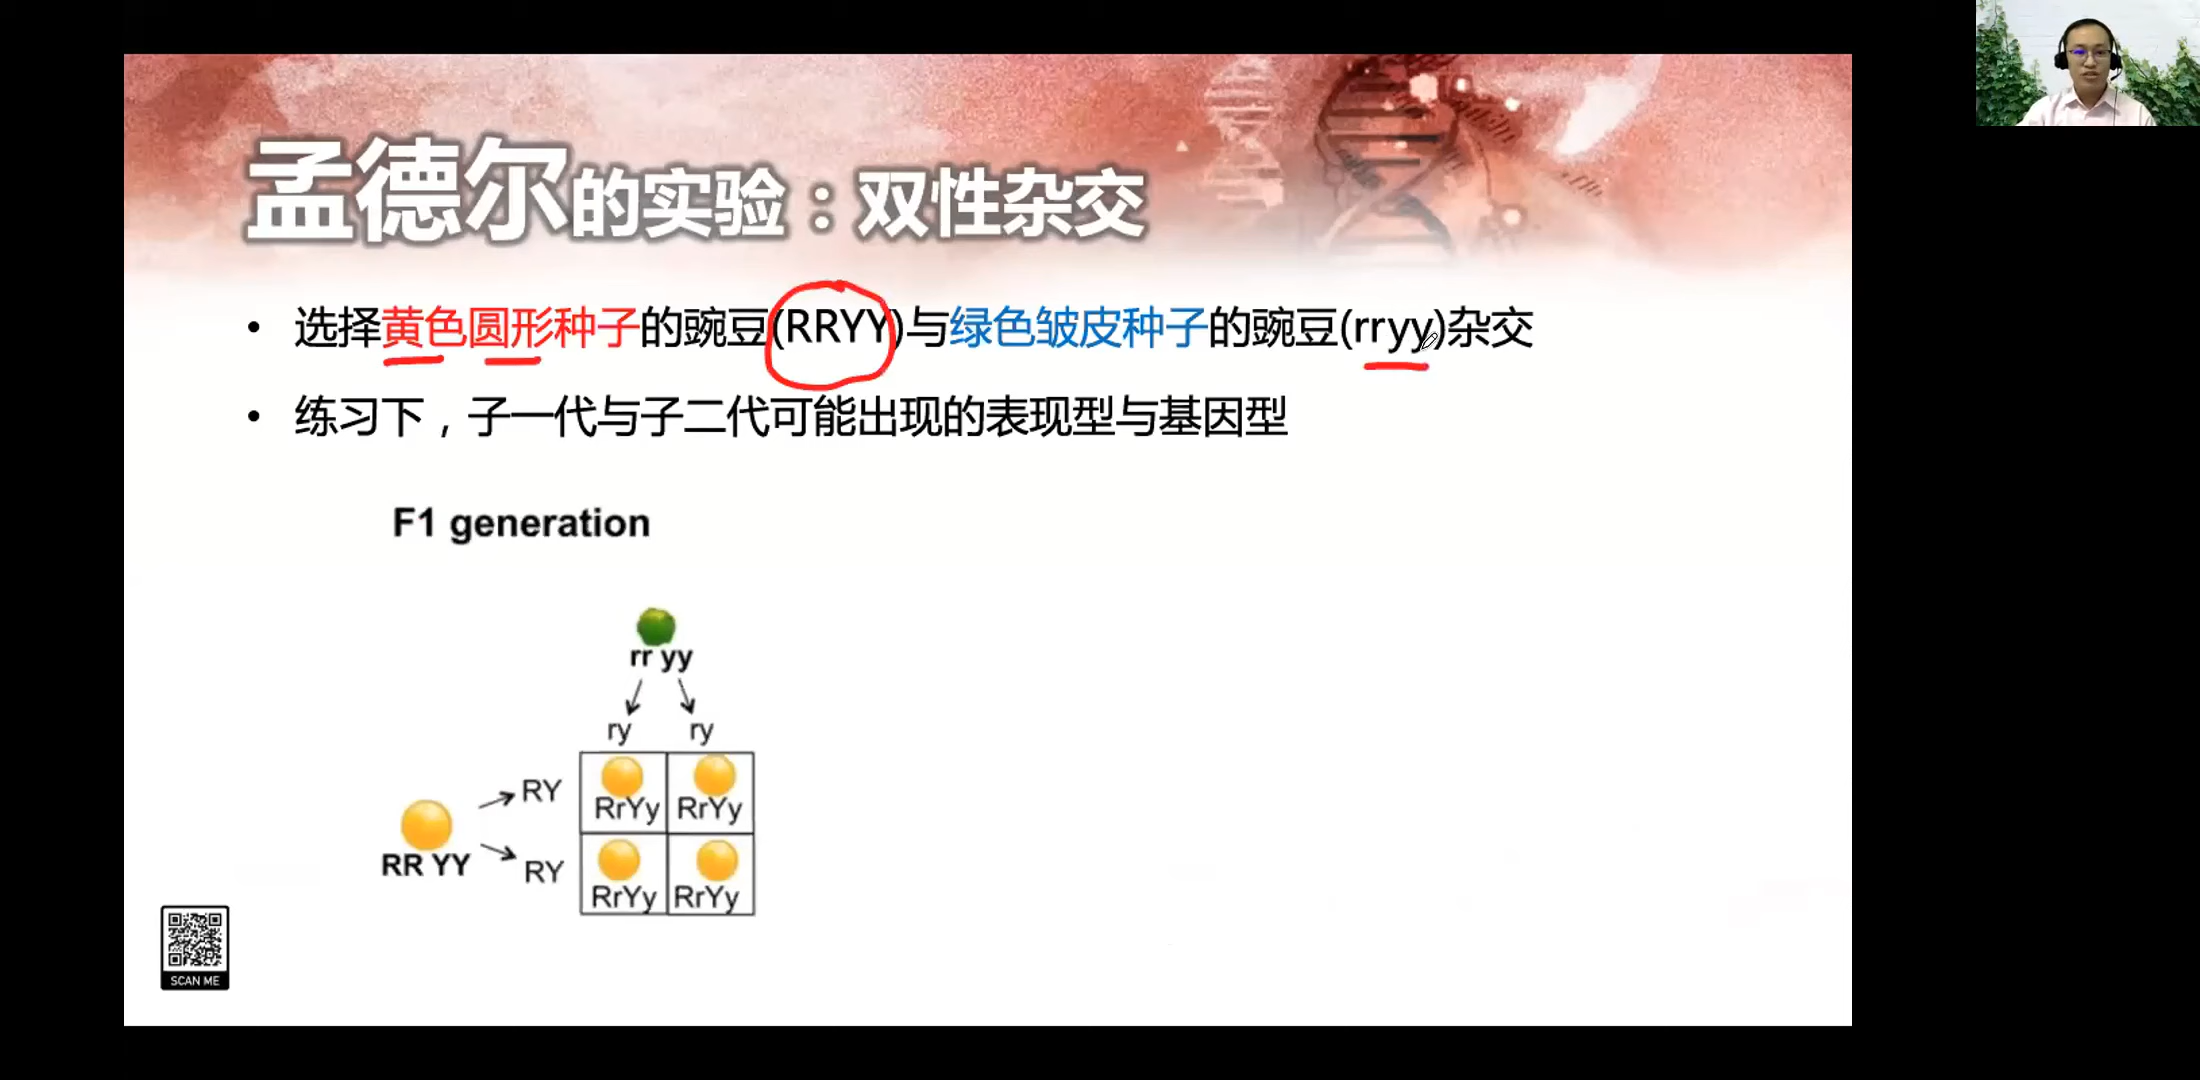 孟德尔的实验：双性杂交
• 选择黄色圆形种子的豌豆(RRYY)与绿色皱皮种子的豌豆(rryy)杂交
• 练习下，子一代与子二代可能出现的表现型与基因型
F1 generation
rr yy
ry ry
RY
RrYy RrYy
RR YY
RY
RrYy RrYy
SCAN ME